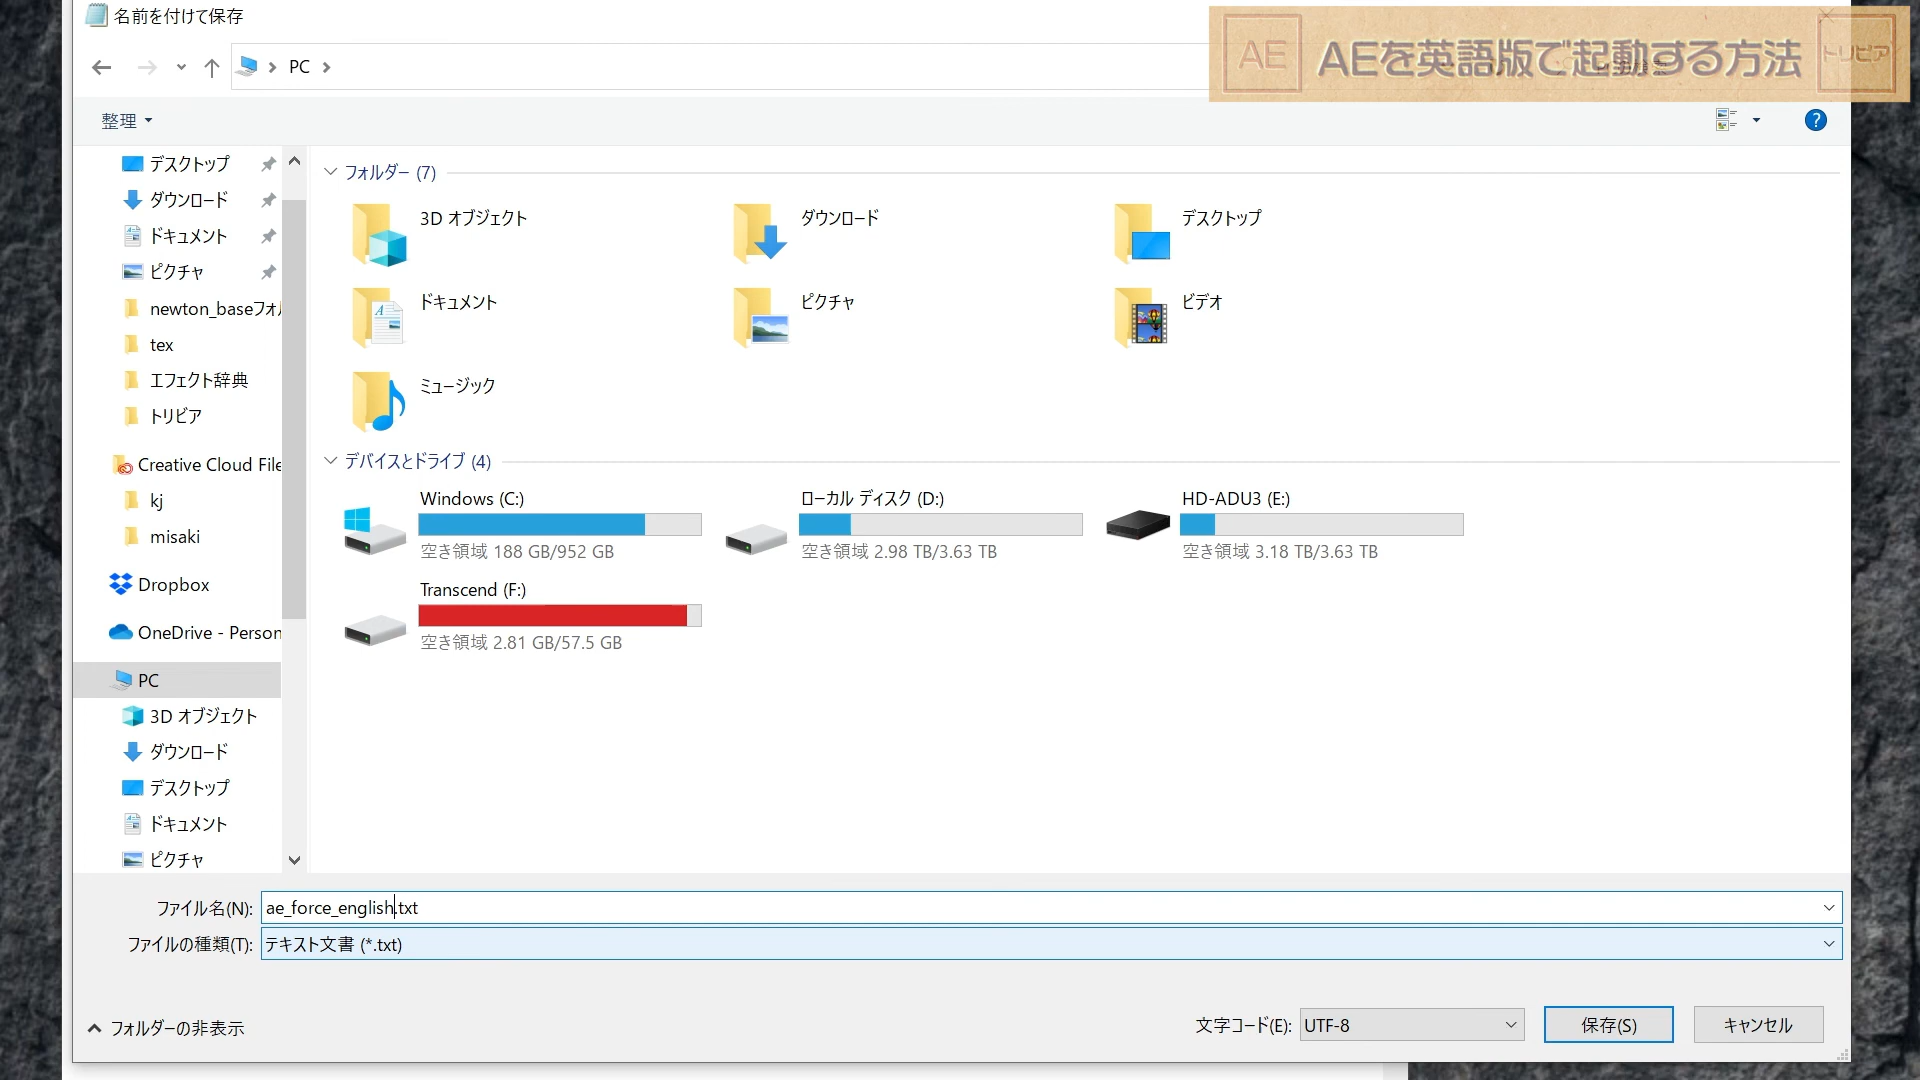 名前を付けて保存
AE AEを英語版で起動する方法 トリビア
PC
整理
デスクトップ
ダウンロード
ドキュメント
ピクチャ
newton_baseフォル
tex
エフェクト辞典
トリビア
Creative Cloud File
kj
misaki
Dropbox
OneDrive - Person
PC
3D オブジェクト
ダウンロード
デスクトップ
ドキュメント
ピクチャ
フォルダー (7)
3D オブジェクト
ダウンロード
デスクトップ
ドキュメント
ピクチャ
ビデオ
ミュージック
デバイスとドライブ (4)
Windows (C:)
空き領域 188 GB/952 GB
ローカル ディスク (D:)
空き領域 2.98 TB/3.63 TB
HD-ADU3 (E:)
空き領域 3.18 TB/3.63 TB
Transcend (F:)
空き領域 2.81 GB/57.5 GB
ファイル名(N): ae_force_english.txt
ファイルの種類(T): テキスト文書 (*.txt)
フォルダーの非表示
文字コード(E): UTF-8
保存(S)
キャンセル